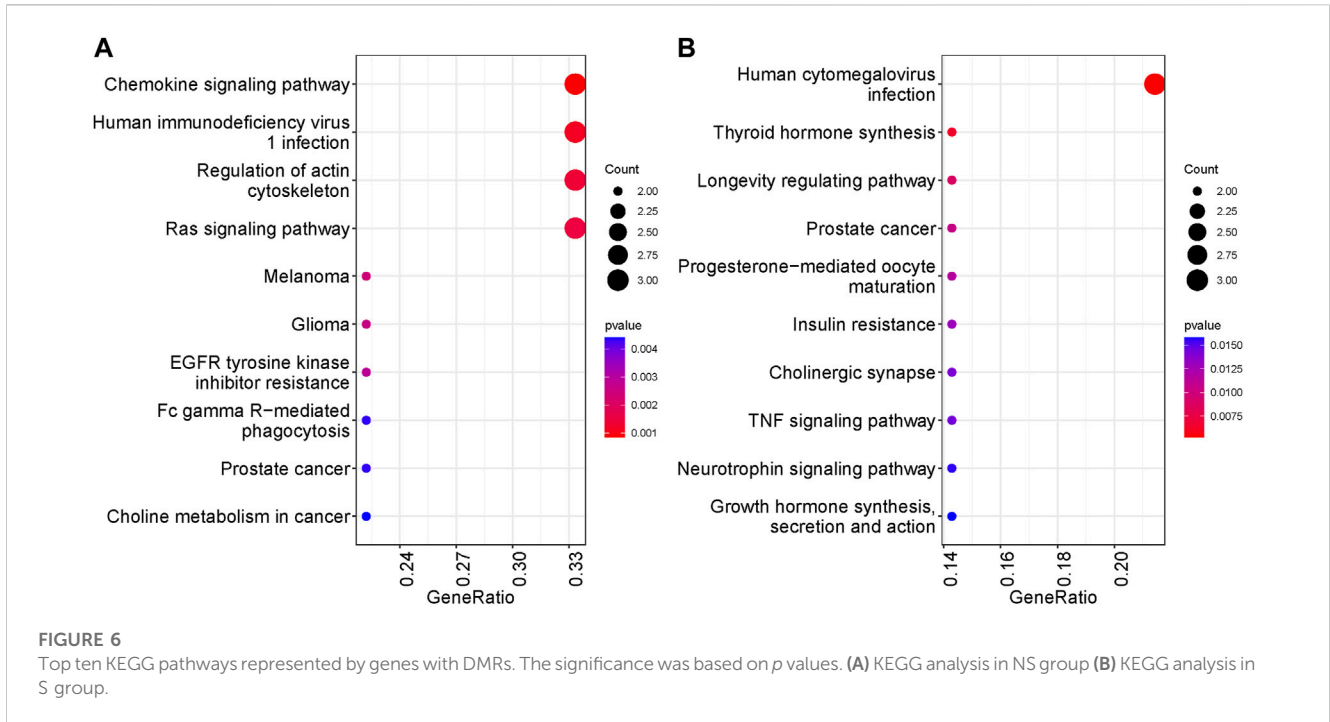 A
Chemokine signaling pathway
Human immunodeficiency virus
1 infection
Regulation of actin
cytoskeleton
Ras signaling pathway
Melanoma
Glioma
EGFR tyrosine kinase
inhibitor resistance
Fc gamma R−mediated
phagocytosis
Prostate cancer
Choline metabolism in cancer
0.24
0.27
0.30
0.33
GeneRatio
Count
2.00
2.25
2.50
2.75
3.00
pvalue
0.004
0.003
0.002
0.001
B
Human cytomegalovirus
infection
Thyroid hormone synthesis
Longevity regulating pathway
Prostate cancer
Progesterone−mediated oocyte
maturation
Insulin resistance
Cholinergic synapse
TNF signaling pathway
Neurotrophin signaling pathway
Growth hormone synthesis,
secretion and action
0.14
0.16
0.18
0.20
GeneRatio
Count
2.00
2.25
2.50
2.75
3.00
pvalue
0.0150
0.0125
0.0100
0.0075
FIGURE 6
Top ten KEGG pathways represented by genes with DMRs. The significance was based on p values. (A) KEGG analysis in NS group (B) KEGG analysis in
S group.